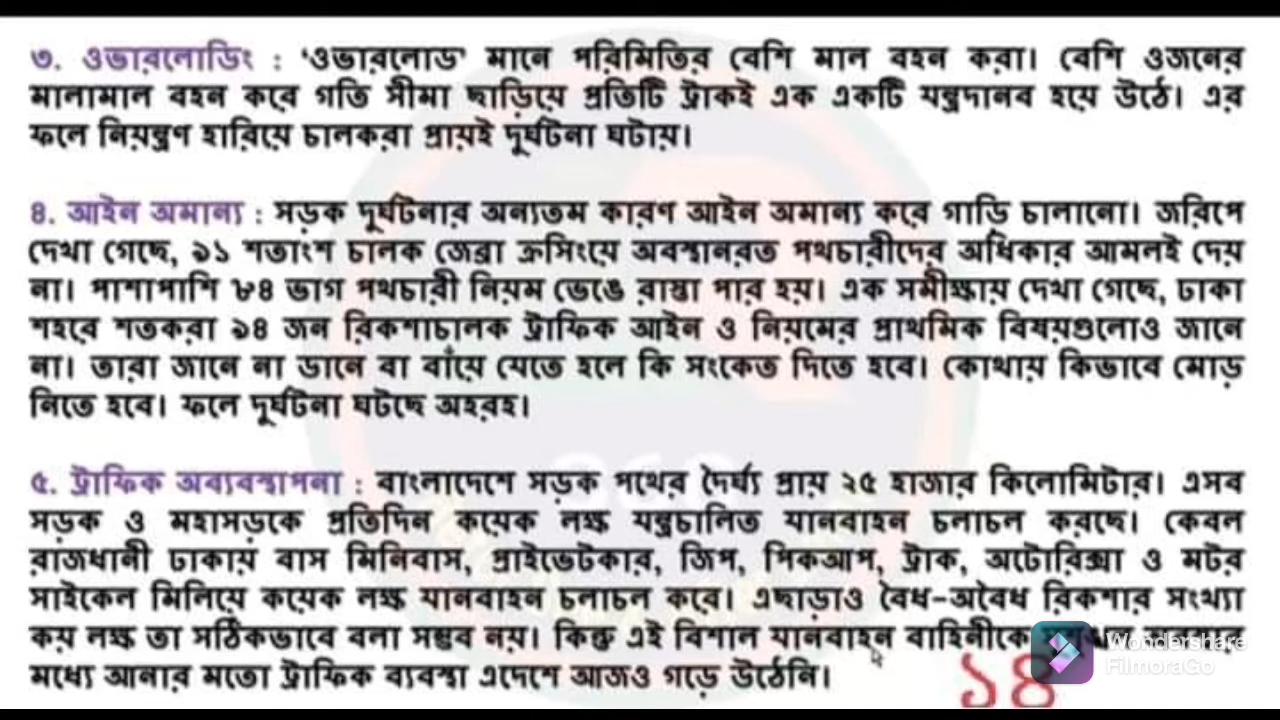 ৩. ওভারলোডিং : 'ওভারলোড' মানে পরিমিতির বেশি মাল বহন করা। বেশি ওজনের
মালামাল বহন করে গতি সীমা ছাড়িয়ে প্রতিটি ট্রাকই এক একটি যন্ত্রদানব হয়ে উঠে। এর
ফলে নিয়ন্ত্রণ হারিয়ে চালকরা প্রায়ই দুর্ঘটনা ঘটায়।
৪. আইন অমান্য : সড়ক দুর্ঘটনার অন্যতম কারণ আইন অমান্য করে গাড়ি চালানো। জরিপে
দেখা গেছে, ৯১ শতাংশ চালক জেব্রা ক্রসিংয়ে অবস্থানরত পথচারীদের অধিকার আমলই দেয়
না। পাশাপাশি ৮৪ ভাগ পথচারী নিয়ম ভেঙে রাস্তা পার হয়। এক সমীক্ষায় দেখা গেছে, ঢাকা
শহরে শতকরা ৯৪ জন রিকশাচালক ট্রাফিক আইন ও নিয়মের প্রাথমিক বিষয়গুলোও জানে
না। তারা জানে না ডানে বা বাঁয়ে যেতে হলে কি সংকেত দিতে হবে। কোথায় কিভাবে মোড়
নিতে হবে। ফলে দুর্ঘটনা ঘটছে অহরহ।
৫. ট্রাফিক অব্যবস্থাপনা : বাংলাদেশে সড়ক পথের দৈর্ঘ্য প্রায় ২৫ হাজার কিলোমিটার। এসব
সড়ক ও মহাসড়কে প্রতিদিন কয়েক লক্ষ যন্ত্রচালিত যানবাহন চলাচল করছে। কেবল
রাজধানী ঢাকায় বাস মিনিবাস, প্রাইভেটকার, জিপ, পিকআপ, ট্রাক, অটোরিক্সা ও মটর
সাইকেল মিলিয়ে কয়েক লক্ষ যানবাহন চলাচল করে। এছাড়াও বৈধ-অবৈধ রিকশার সংখ্যা
কয় লক্ষ তা সঠিকভাবে বলা সম্ভব নয়। কিন্তু এই বিশাল যানবাহন বাহিনীকে
মধ্যে আনার মতো ট্রাফিক ব্যবস্থা এদেশে আজও গড়ে উঠেনি।
১৪
Wondershare
FilmoraGo